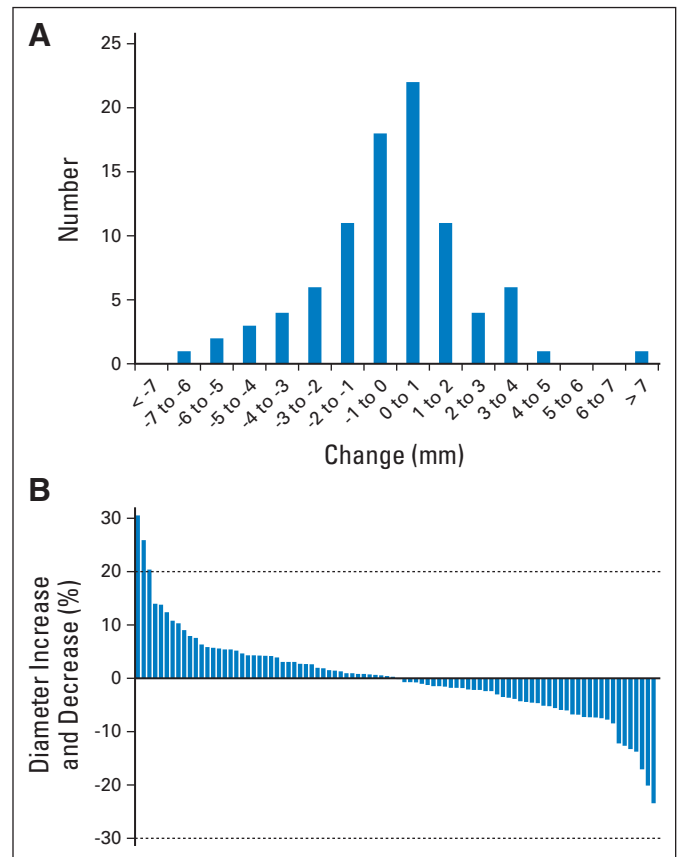 A
25
20
15
10
5
0
Number
< -7
-7 to -6
-6 to -5
-5 to -4
-4 to -3
-3 to -2
-2 to -1
-1 to 0
0 to 1
1 to 2
2 to 3
3 to 4
4 to 5
5 to 6
6 to 7
> 7
Change (mm)
B
30
20
10
0
-10
-20
-30
Diameter Increase
and Decrease (%)